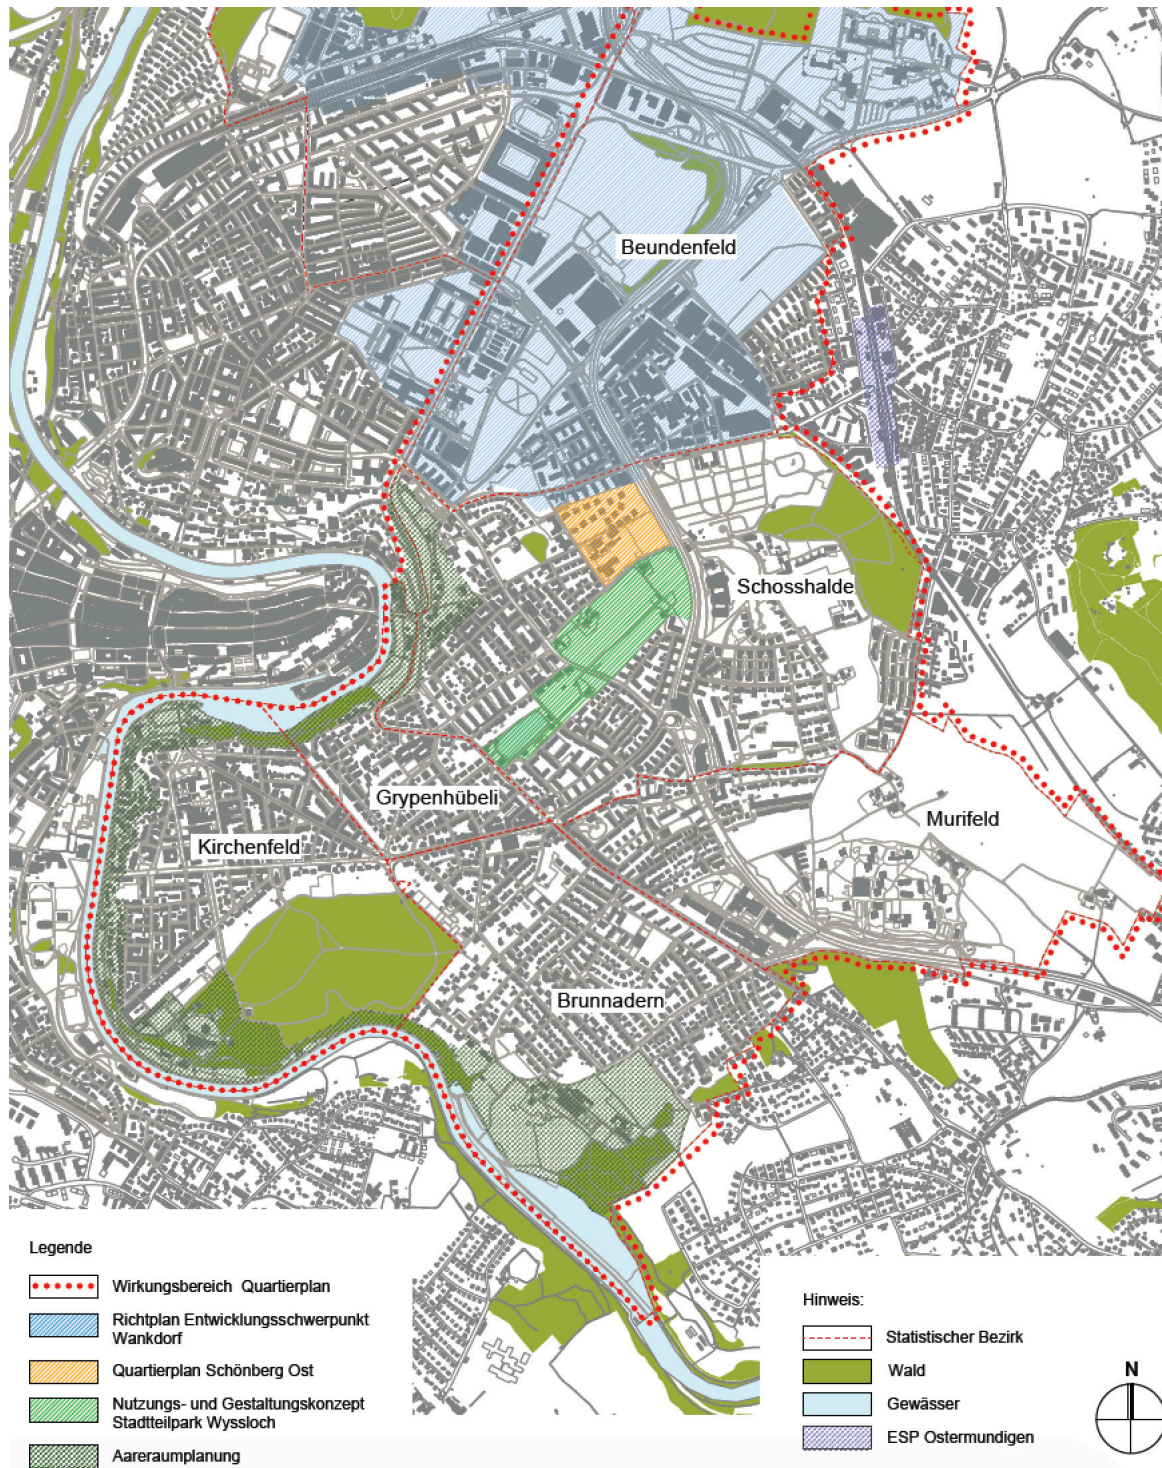 Beundenfeld
Schosshalde
Grypenhübeli
Murifeld
Kirchenfeld
Brunnadern
Legende
Wirkungsbereich Quartierplan
Richtplan Entwicklungsschwerpunkt
Wankdorf
Quartierplan Schönberg Ost
Nutzungs- und Gestaltungskonzept
Stadtteilpark Wyssloch
Aareraumplanung
Hinweis:
Statistischer Bezirk
Wald
Gewässer
ESP Ostermundigen
N